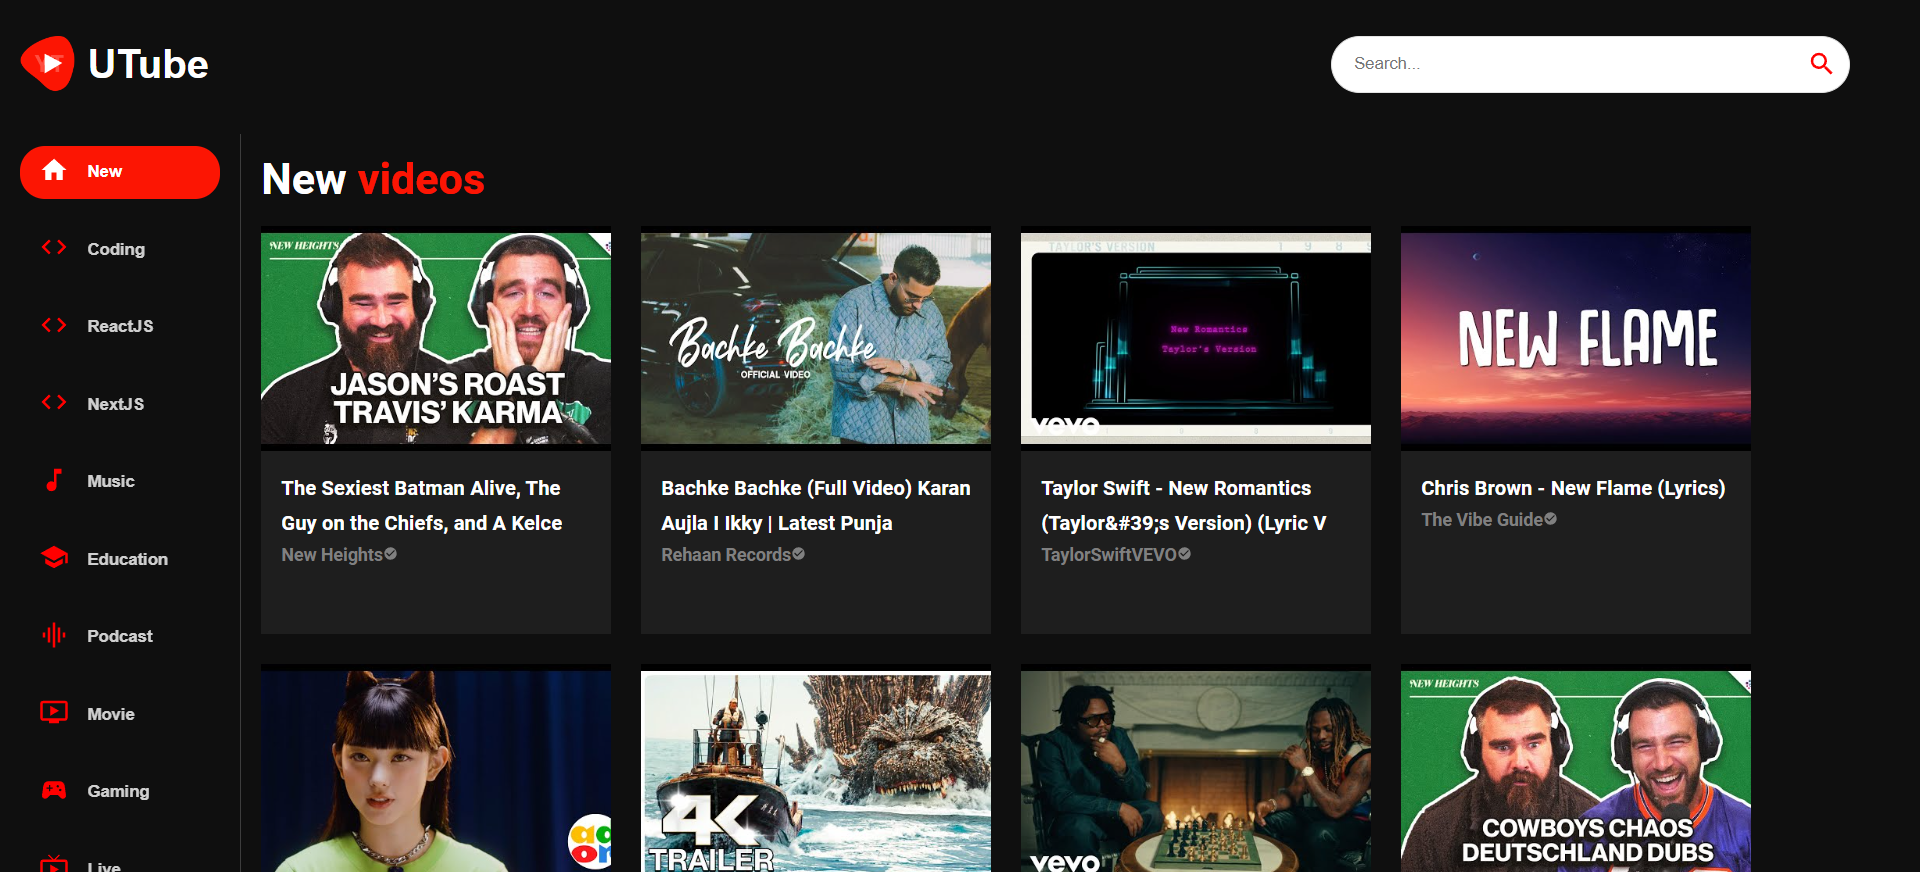 UTube
Search...
New
Coding
ReactJS
NextJS
Music
Education
Podcast
Movie
Gaming
Live
New videos
NEW HEIGHTS
JASON'S ROAST
TRAVIS' KARMA
The Sexiest Batman Alive, The
Guy on the Chiefs, and A Kelce
New Heights
Bachke Bachke
OFFICIAL VIDEO
Bachke Bachke (Full Video) Karan
Aujla I Ikky | Latest Punja
Rehaan Records
TAYLOR'S VERSION 1 9 8
New Romantics
Taylor's Version
vevo
Taylor Swift - New Romantics
(Taylor&#39;s Version) (Lyric V
TaylorSwiftVEVO
NEW FLAME
Chris Brown - New Flame (Lyrics)
The Vibe Guide
4K
TRAILER
vevo
NEW HEIGHTS
COWBOYS CHAOS
DEUTSCHLAND DUBS